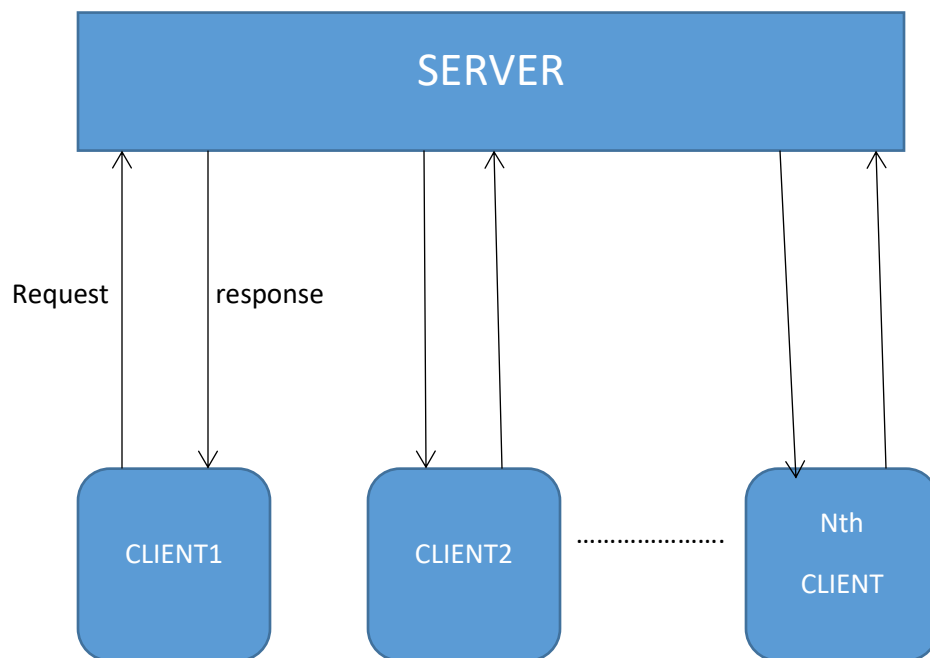 SERVER
Request
response
CLIENT1
CLIENT2
.....................
Nth
CLIENT